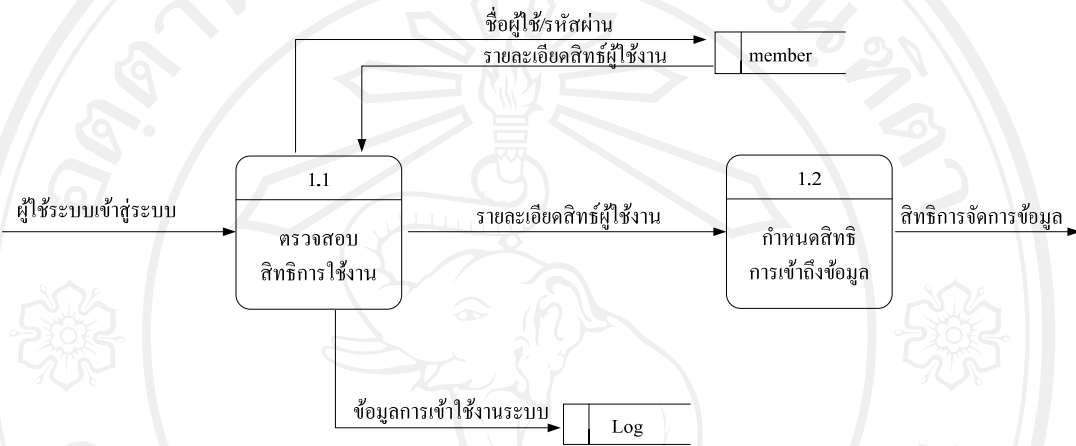 ชื่อผู้ใช้/รหัสผ่าน
รายละเอียดสิทธ์ผู้ใช้งาน
member
1.1
1.2
ผู้ใช้ระบบเข้าสู่ระบบ
รายละเอียดสิทธ์ผู้ใช้งาน
สิทธิการจัดการข้อมูล
ตรวจสอบ
สิทธิการใช้งาน
กำหนดสิทธิ
การเข้าถึงข้อมูล
ข้อมูลการเข้าใช้งานระบบ
Log